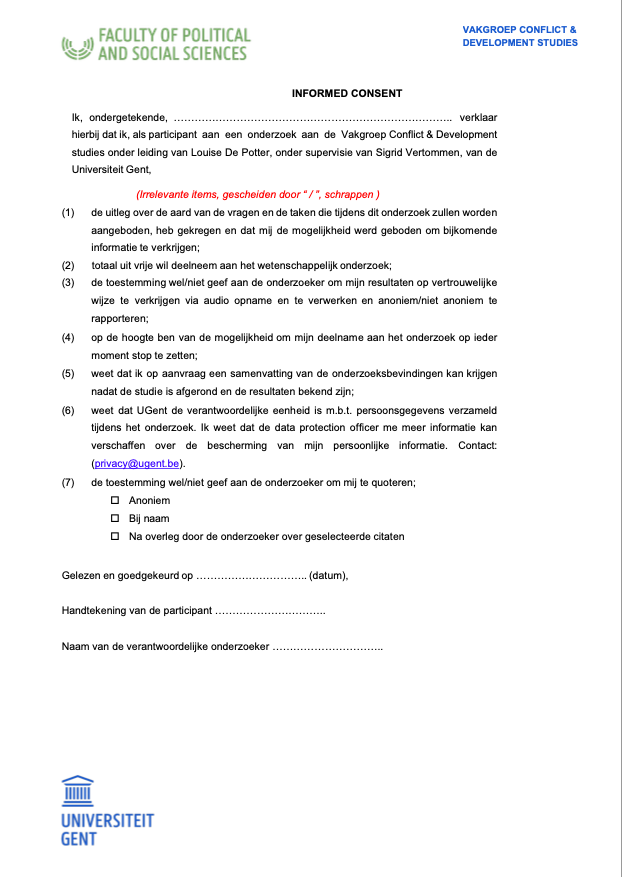 FACULTY OF POLITICAL
AND SOCIAL SCIENCES
VAKGROEP CONFLICT &
DEVELOPMENT STUDIES
INFORMED CONSENT
Ik, ondergetekende, …………………………………………………………………….. verklaar
hierbij dat ik, als participant aan een onderzoek aan de Vakgroep Conflict & Development
studies onder leiding van Louise De Potter, onder supervisie van Sigrid Vertommen, van de
Universiteit Gent,
(Irrelevante items, gescheiden door “ / ”, schrappen )
(1) de uitleg over de aard van de vragen en de taken die tijdens dit onderzoek zullen worden
aangeboden, heb gekregen en dat mij de mogelijkheid werd geboden om bijkomende
informatie te verkrijgen;
(2) totaal uit vrije wil deelneem aan het wetenschappelijk onderzoek;
(3) de toestemming wel/niet geef aan de onderzoeker om mijn resultaten op vertrouwelijke
wijze te verkrijgen via audio opname en te verwerken en anoniem/niet anoniem te
rapporteren;
(4) op de hoogte ben van de mogelijkheid om mijn deelname aan het onderzoek op ieder
moment stop te zetten;
(5) weet dat ik op aanvraag een samenvatting van de onderzoeksbevindingen kan krijgen
nadat de studie is afgerond en de resultaten bekend zijn;
(6) weet dat UGent de verantwoordelijke eenheid is m.b.t. persoonsgegevens verzameld
tijdens het onderzoek. Ik weet dat de data protection officer me meer informatie kan
verschaffen over de bescherming van mijn persoonlijke informatie. Contact:
(privacy@ugent.be).
(7) de toestemming wel/niet geef aan de onderzoeker om mij te quoteren;
☐ Anoniem
☐ Bij naam
☐ Na overleg door de onderzoeker over geselecteerde citaten
Gelezen en goedgekeurd op ………………………….. (datum),
Handtekening van de participant ………………………….
Naam van de verantwoordelijke onderzoeker …………………………..
UNIVERSITEIT
GENT